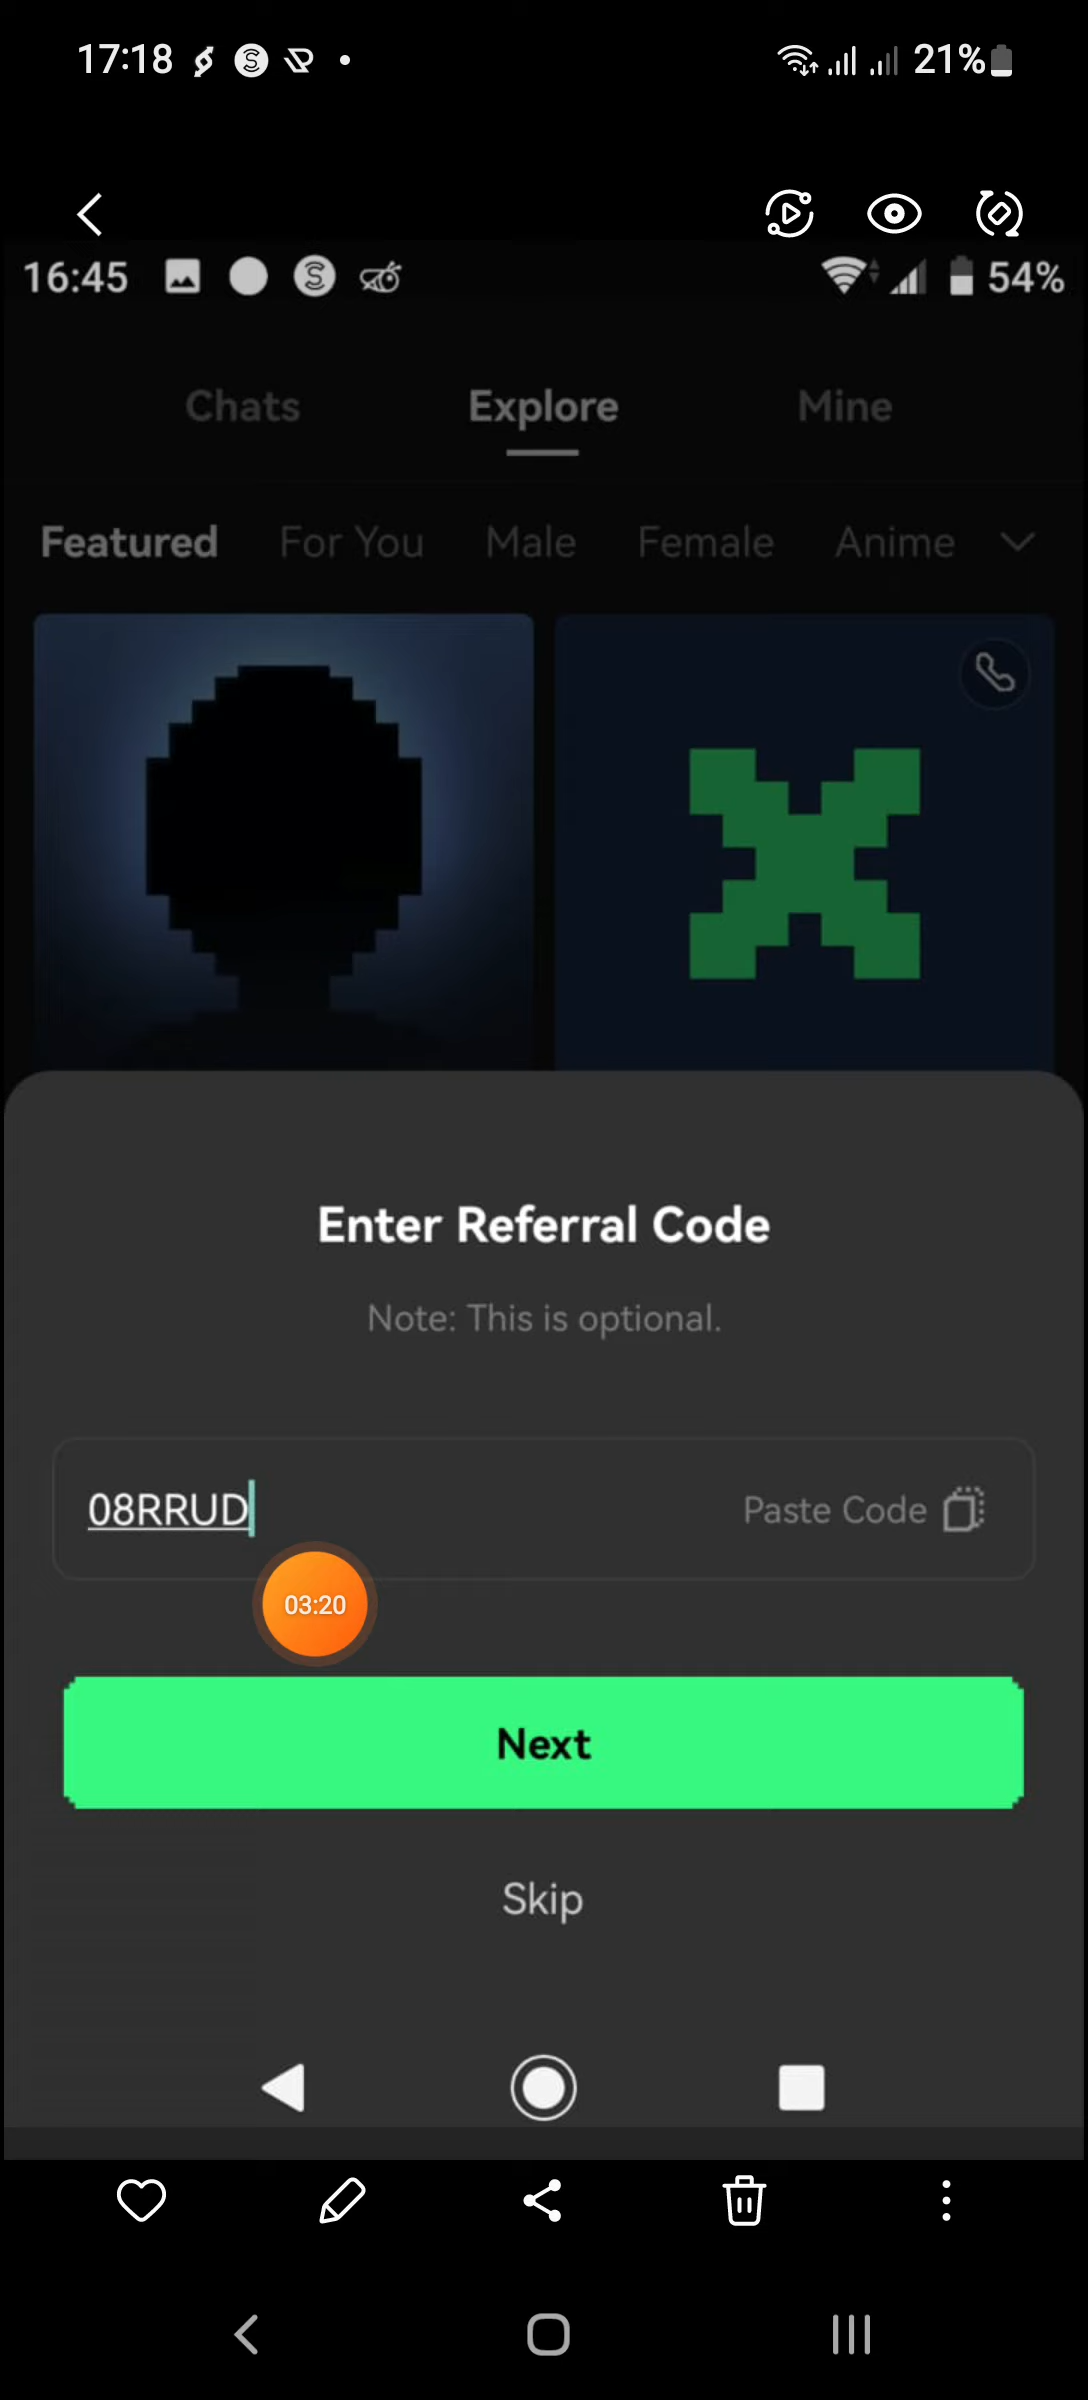 17:18
21%
16:45
54%
Chats Explore Mine
Featured For You Male Female Anime
Enter Referral Code
Note: This is optional.
08RRUD Paste Code
03:20
Next
Skip